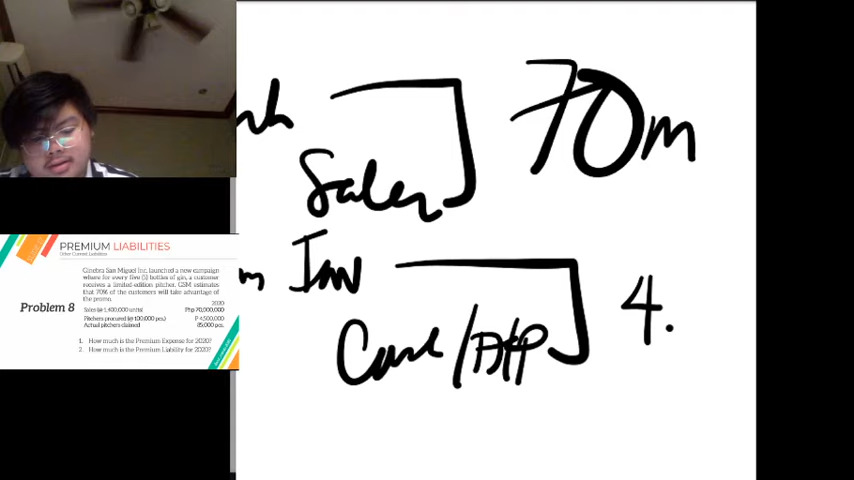 PREMIUM LIABILITIES
Other Current Liabilities
Problem 8
Ginebra San Miguel Inc. launched a new campaign
where for every five (5) bottles of gin, a customer
receives a limited-edition pitcher. GSM estimates
that 70% of the customers will take advantage of
the promo.
2020
Sales (@ 1,400,000 units) Php 70,000,000
Pitchers procured (@ 100,000 pcs.) P 4,500,000
Actual pitchers claimed 85,000 pcs.
1. How much is the Premium Expense for 2020?
2. How much is the Premium Liability for 2020?
70m
Sales
m Inv
Cash/A/P
4.